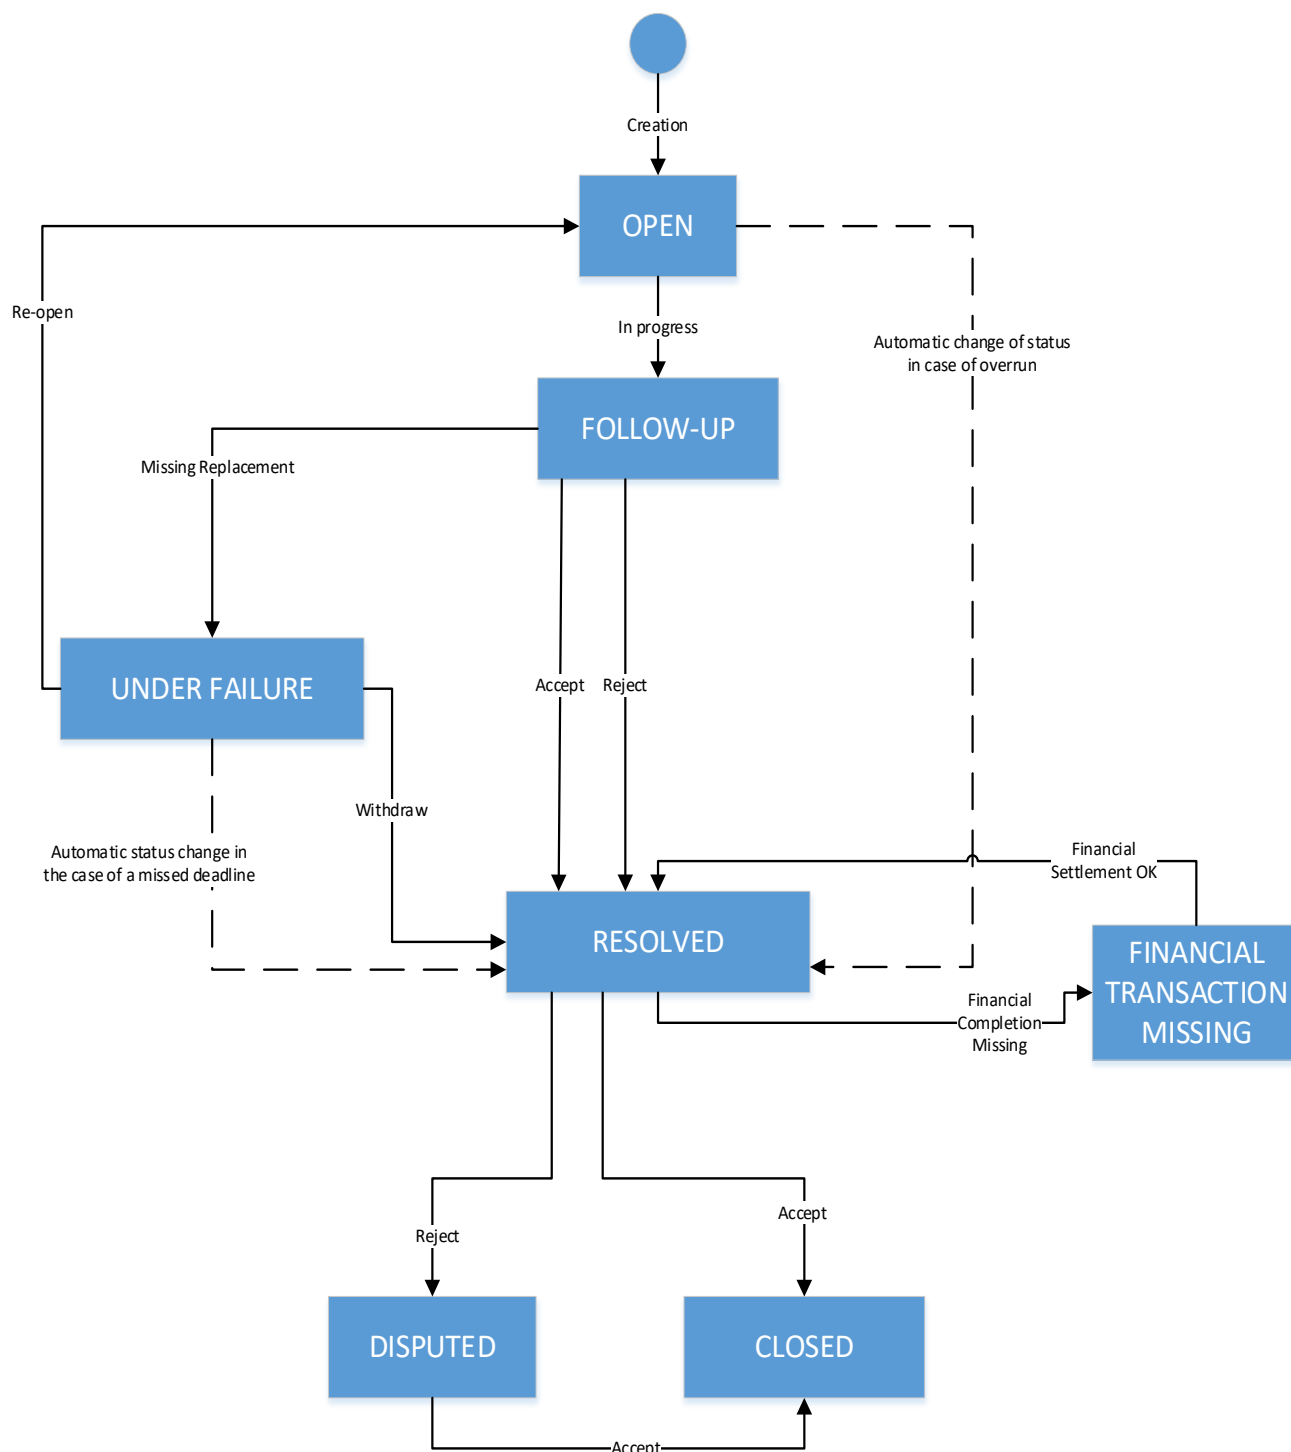 Creation
OPEN
Re-open
In progress
Automatic change of status
in case of overrun
FOLLOW-UP
Missing Replacement
UNDER FAILURE
Accept
Reject
Withdraw
Automatic status change in
the case of a missed deadline
Financial
Settlement OK
RESOLVED
FINANCIAL
TRANSACTION
MISSING
Financial
Completion
Missing
Accept
Reject
DISPUTED
CLOSED
Accept